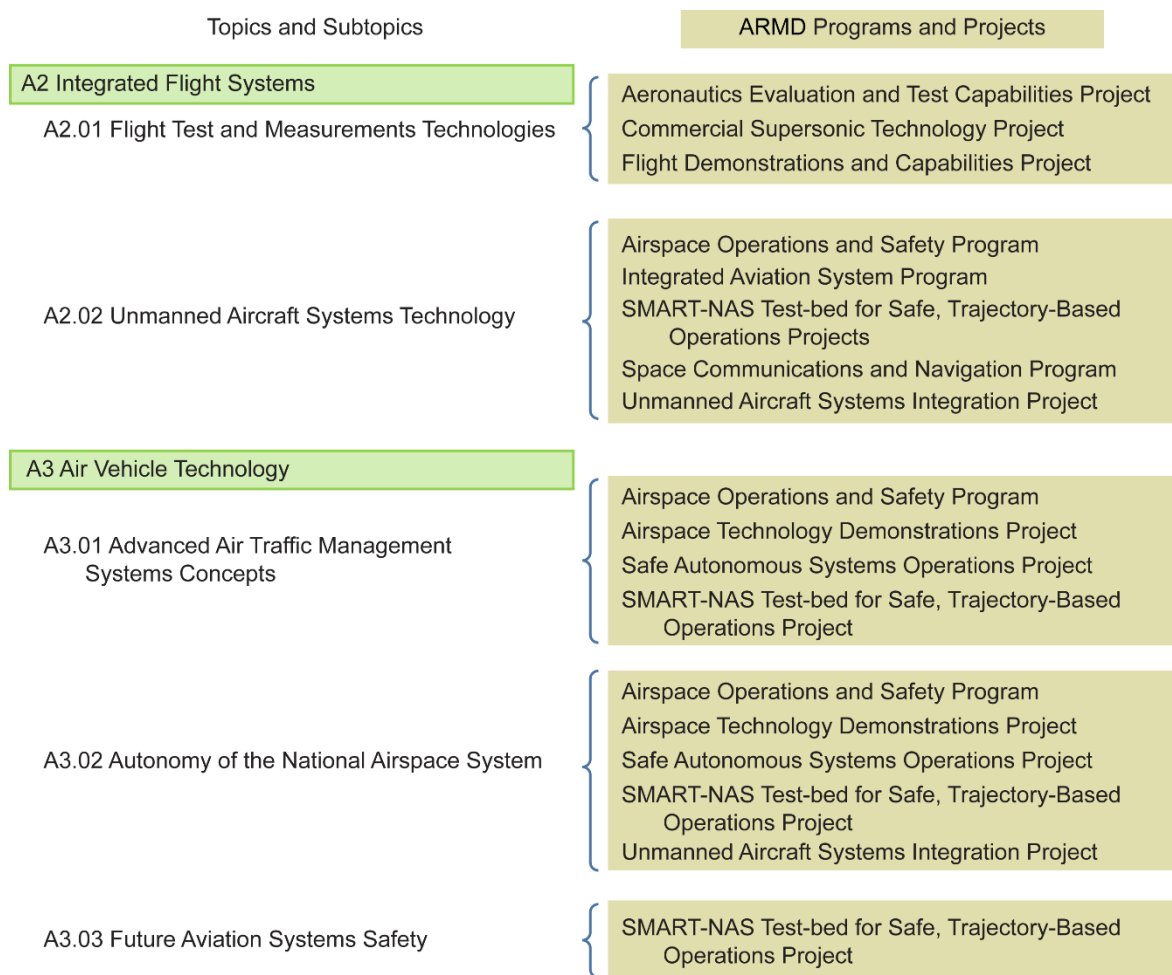 Topics and Subtopics
ARMD Programs and Projects
A2 Integrated Flight Systems
A2.01 Flight Test and Measurements Technologies
Aeronautics Evaluation and Test Capabilities Project
Commercial Supersonic Technology Project
Flight Demonstrations and Capabilities Project
A2.02 Unmanned Aircraft Systems Technology
Airspace Operations and Safety Program
Integrated Aviation System Program
SMART-NAS Test-bed for Safe, Trajectory-Based
Operations Projects
Space Communications and Navigation Program
Unmanned Aircraft Systems Integration Project
A3 Air Vehicle Technology
A3.01 Advanced Air Traffic Management
Systems Concepts
Airspace Operations and Safety Program
Airspace Technology Demonstrations Project
Safe Autonomous Systems Operations Project
SMART-NAS Test-bed for Safe, Trajectory-Based
Operations Project
A3.02 Autonomy of the National Airspace System
Airspace Operations and Safety Program
Airspace Technology Demonstrations Project
Safe Autonomous Systems Operations Project
SMART-NAS Test-bed for Safe, Trajectory-Based
Operations Project
Unmanned Aircraft Systems Integration Project
A3.03 Future Aviation Systems Safety
SMART-NAS Test-bed for Safe, Trajectory-Based
Operations Project